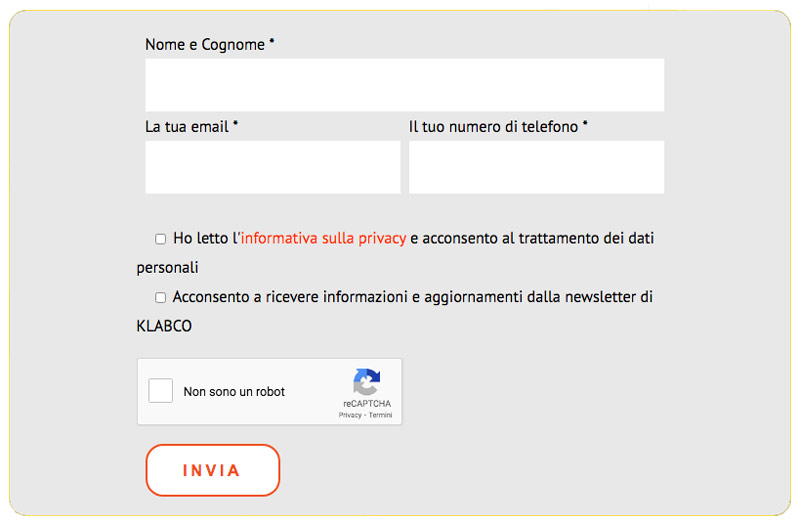 Nome e Cognome *
La tua email *
Il tuo numero di telefono *
Ho letto l'informativa sulla privacy e acconsento al trattamento dei dati
personali
Acconsento a ricevere informazioni e aggiornamenti dalla newsletter di
KLABCO
Non sono un robot
reCAPTCHA
Privacy - Termini
INVIA